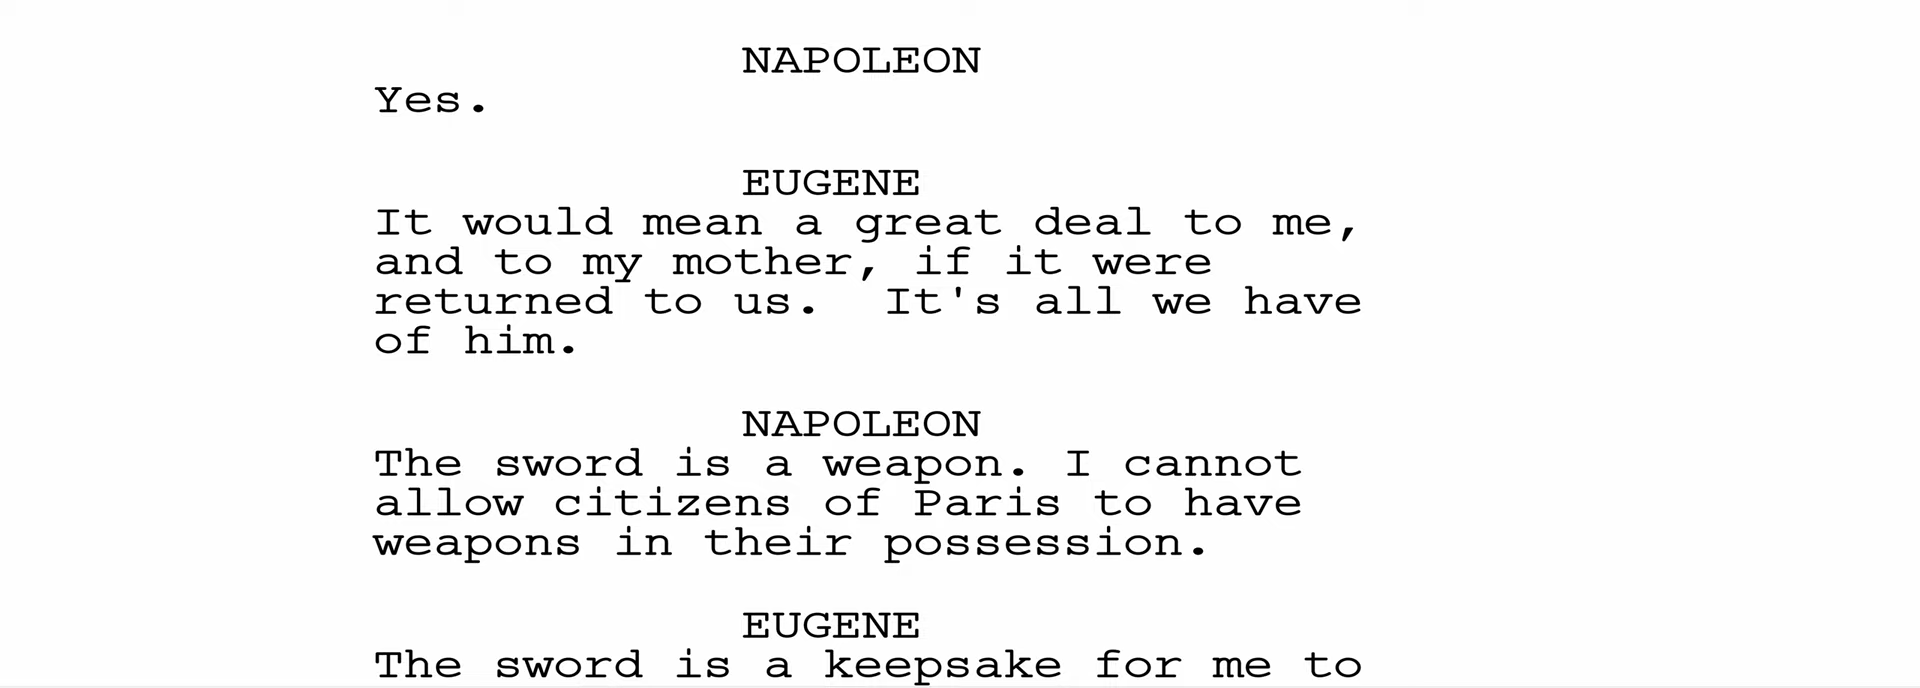 NAPOLEON
Yes.
EUGENE
It would mean a great deal to me,
and to my mother, if it were
returned to us.  It's all we have
of him.
NAPOLEON
The sword is a weapon. I cannot
allow citizens of Paris to have
weapons in their possession.
EUGENE
The sword is a keepsake for me to